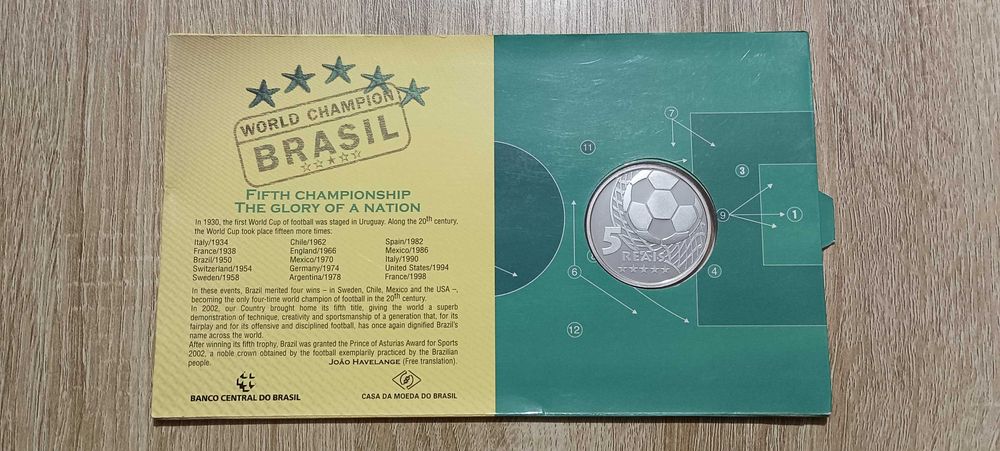 WORLD CHAMPION
BRASIL
FIFTH CHAMPIONSHIP
THE GLORY OF A NATION
In 1930, the first World Cup of football was staged in Uruguay. Along the 20th century,
the World Cup took place fifteen more times:
Italy/1934 Chile/1962 Spain/1982
France/1938 England/1966 Mexico/1986
Brazil/1950 Mexico/1970 Italy/1990
Switzerland/1954 Germany/1974 United States/1994
Sweden/1958 Argentina/1978 France/1998
In these events, Brazil merited four wins – in Sweden, Chile, Mexico and the USA –,
becoming the only four-time world champion of football in the 20th century.
In 2002, our Country brought home its fifth title, giving the world a superb
demonstration of technique, creativity and sportsmanship of a generation that, for its
fairplay and for its offensive and disciplined football, has once again dignified Brazil's
name across the world.
After winning its fifth trophy, Brazil was granted the Prince of Asturias Award for Sports
2002, a noble crown obtained by the football exemplarily practiced by the Brazilian
people.
JOÃO HAVELANGE (Free translation).
BANCO CENTRAL DO BRASIL
CASA DA MOEDA DO BRASIL
7
11
3
9
1
5
REAIS
6
4
12